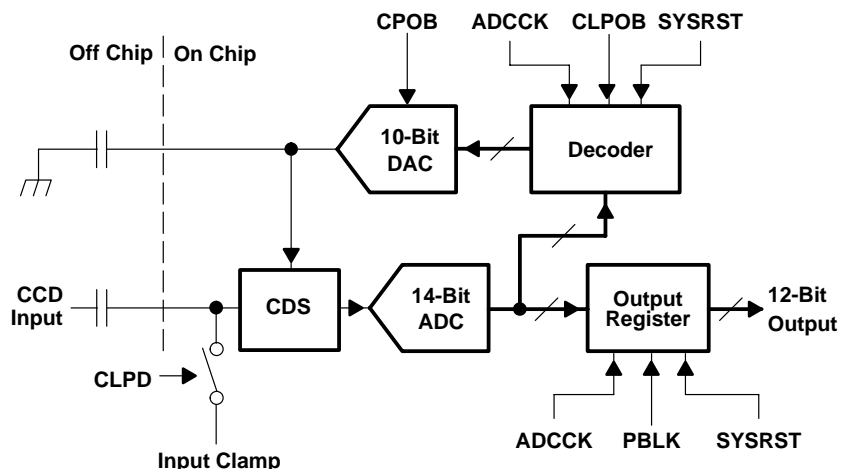 CPOB
ADCCK
CLPOB
SYSRST
Off Chip
On Chip
10-Bit
DAC
Decoder
CCD
Input
CDS
14-Bit
ADC
Output
Register
12-Bit
Output
CLPD
ADCCK
PBLK
SYSRST
Input Clamp